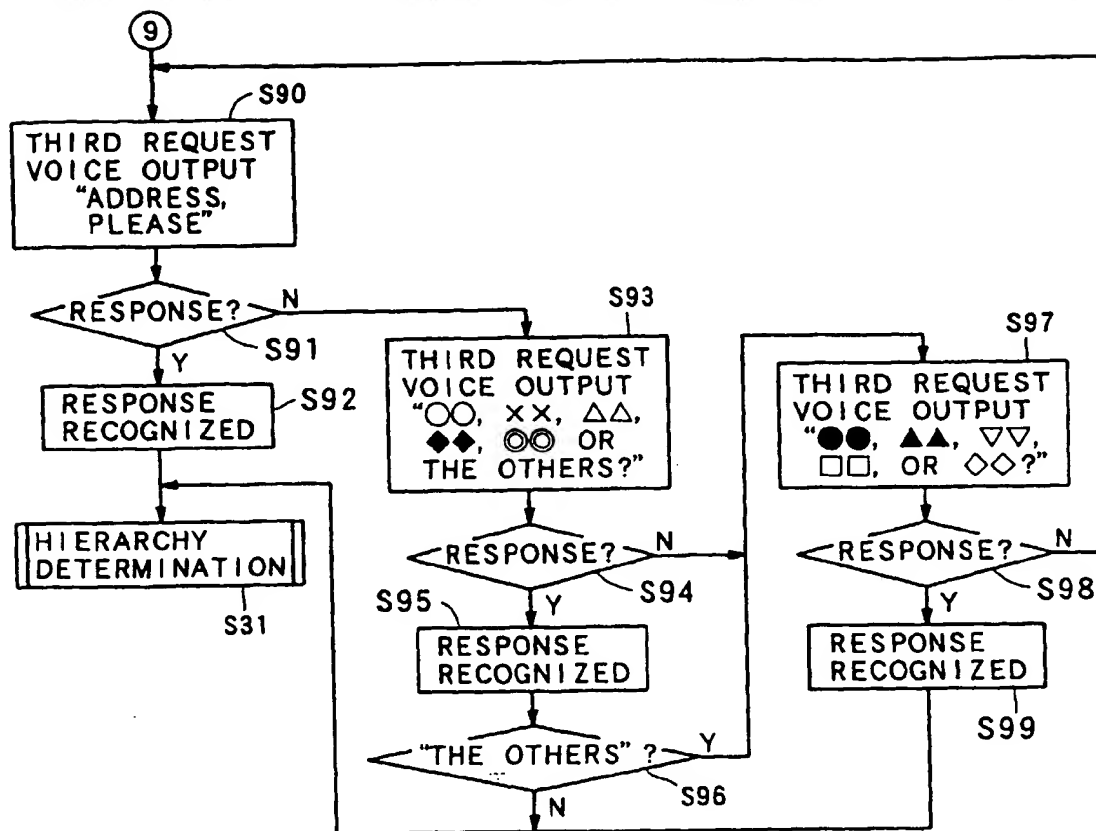 9
S90
THIRD REQUEST
VOICE OUTPUT
“ADDRESS,
PLEASE”
RESPONSE?
N
S91
Y
RESPONSE
RECOGNIZED
S92
HIERARCHY
DETERMINATION
S31
S93
THIRD REQUEST
VOICE OUTPUT
“○○, ××, △△,
◆◆, ◎◎ OR
THE OTHERS?”
RESPONSE?
N
S94
Y
S95
RESPONSE
RECOGNIZED
“THE OTHERS”?
Y
S96
N
S97
THIRD REQUEST
VOICE OUTPUT
“●●, ▲▲, ▽▽,
□□, OR ◇◇?”
RESPONSE?
N
S98
Y
RESPONSE
RECOGNIZED
S99